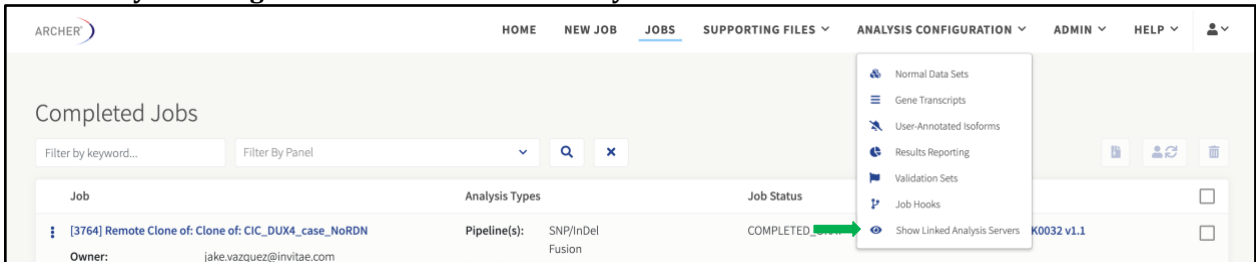 ARCHER®
HOME NEW JOB JOBS SUPPORTING FILES ANALYSIS CONFIGURATION ADMIN HELP
Normal Data Sets
Gene Transcripts
User-Annotated Isoforms
Results Reporting
Validation Sets
Job Hooks
Show Linked Analysis Servers
Completed Jobs
Filter by keyword... Filter By Panel
Job Analysis Types Job Status
[3764] Remote Clone of: Clone of: CIC_DUX4_case_NoRDN Pipeline(s): SNP/InDel COMPLETED_ K0032 v1.1
Fusion
Owner: jake.vazquez@invitae.com